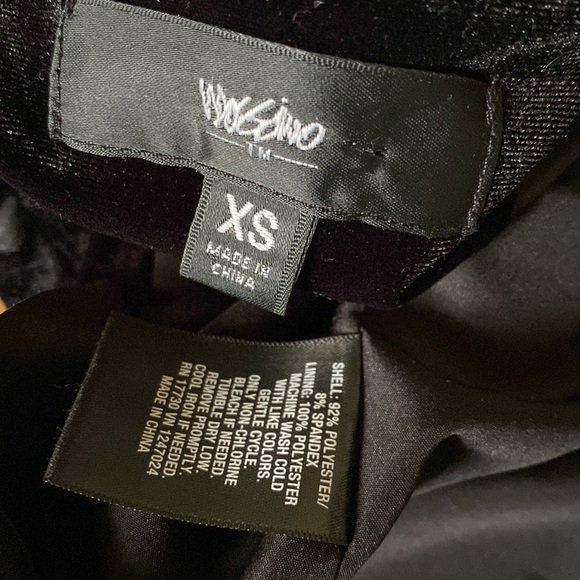 Mossimo
TM
XS
MADE IN
CHINA
SHELL: 92% POLYESTER/
8% SPANDEX
LINING: 100% POLYESTER
MACHINE WASH COLD
WITH LIKE COLORS.
GENTLE CYCLE.
ONLY NON-CHLORINE
BLEACH IF NEEDED.
TUMBLE DRY LOW.
REMOVE PROMPTLY.
COOL IRON IF NEEDED.
RN 17730 IN 1247024
MADE IN CHINA